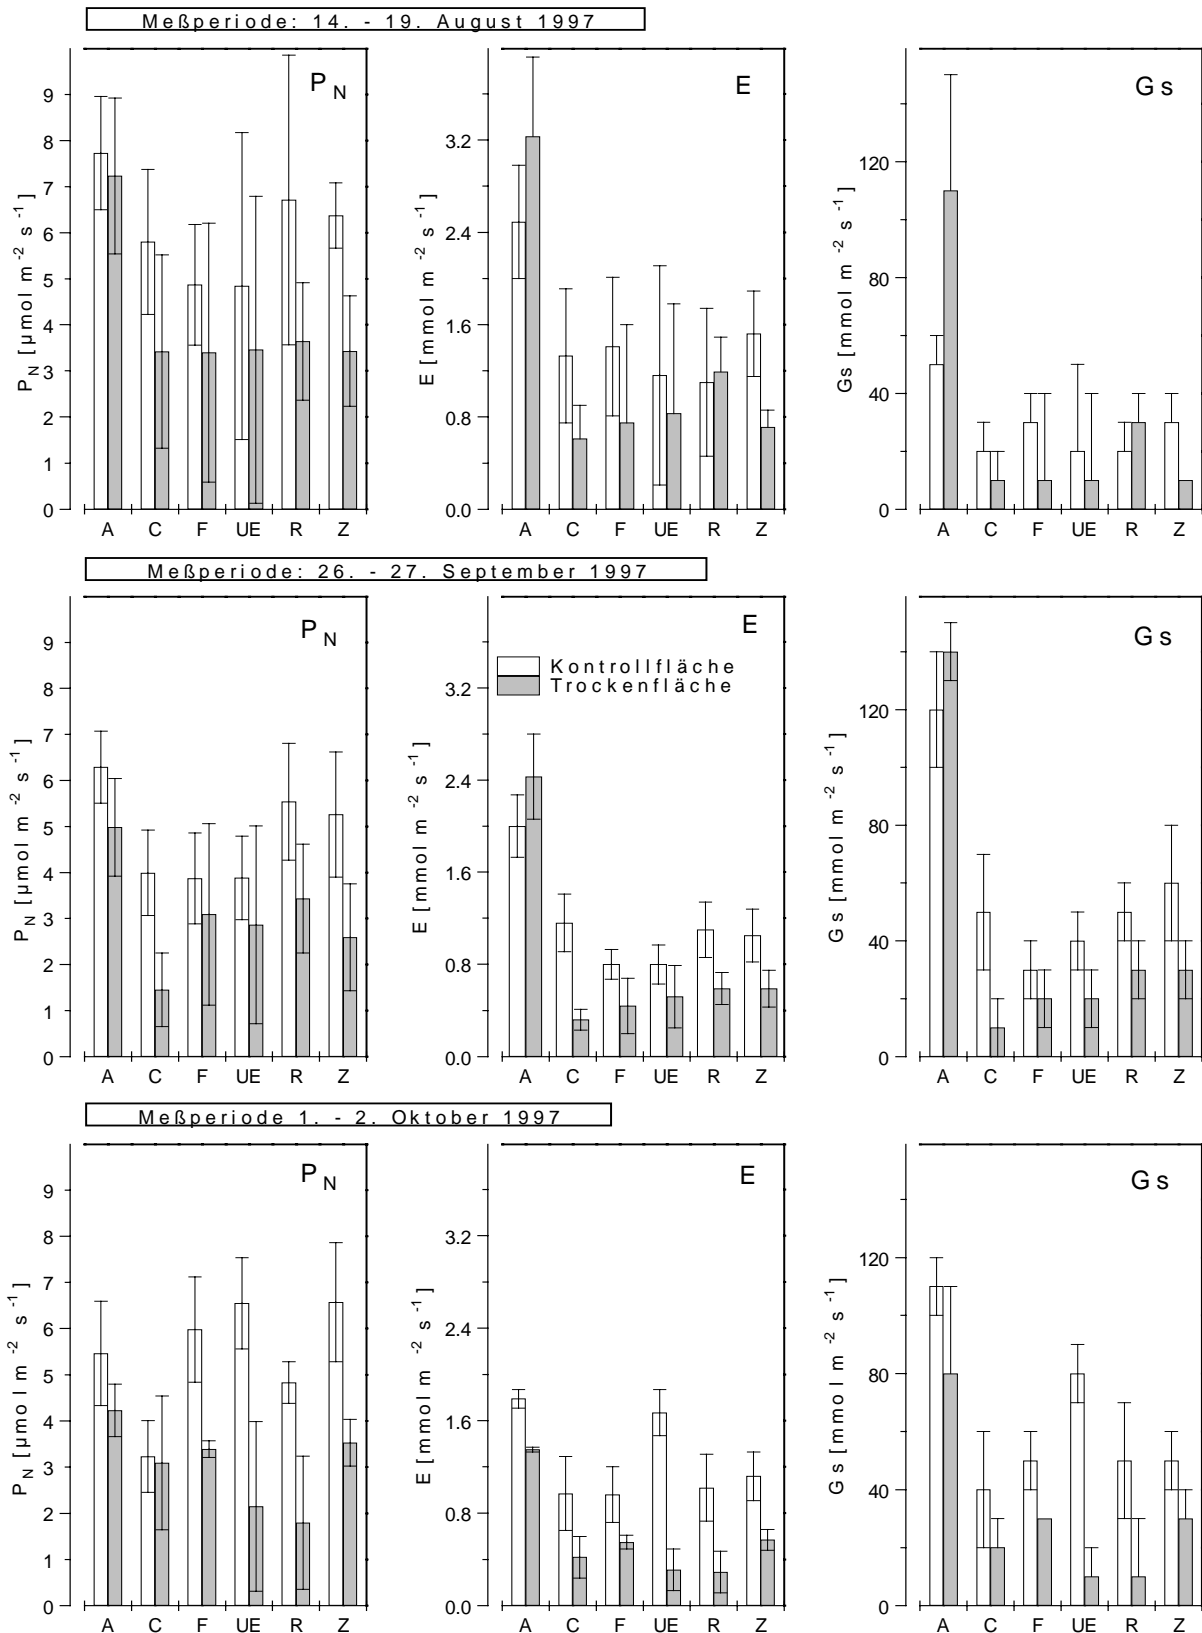 Meßperiode: 14. - 19. August 1997
P N
E
Gs
P N [µmol m -2 s -1]
9
8
7
6
5
4
3
2
1
0
A C F UE R Z
E [mmol m -2 s -1]
3.2
2.4
1.6
0.8
0.0
A C F UE R Z
Gs [mmol m -2 s -1]
120
80
40
0
A C F UE R Z
Meßperiode: 26. - 27. September 1997
P N
E
Gs
P N [µmol m -2 s -1]
9
8
7
6
5
4
3
2
1
0
A C F UE R Z
Kontrollfläche
Trockenfläche
E [mmol m -2 s -1]
3.2
2.4
1.6
0.8
0.0
A C F UE R Z
Gs [mmol m -2 s -1]
120
80
40
0
A C F UE R Z
Meßperiode 1. - 2. Oktober 1997
P N
E
Gs
P N [µmol m -2 s -1]
9
8
7
6
5
4
3
2
1
0
A C F UE R Z
E [mmol m -2 s -1]
3.2
2.4
1.6
0.8
0.0
A C F UE R Z
Gs [mmol m -2 s -1]
120
80
40
0
A C F UE R Z